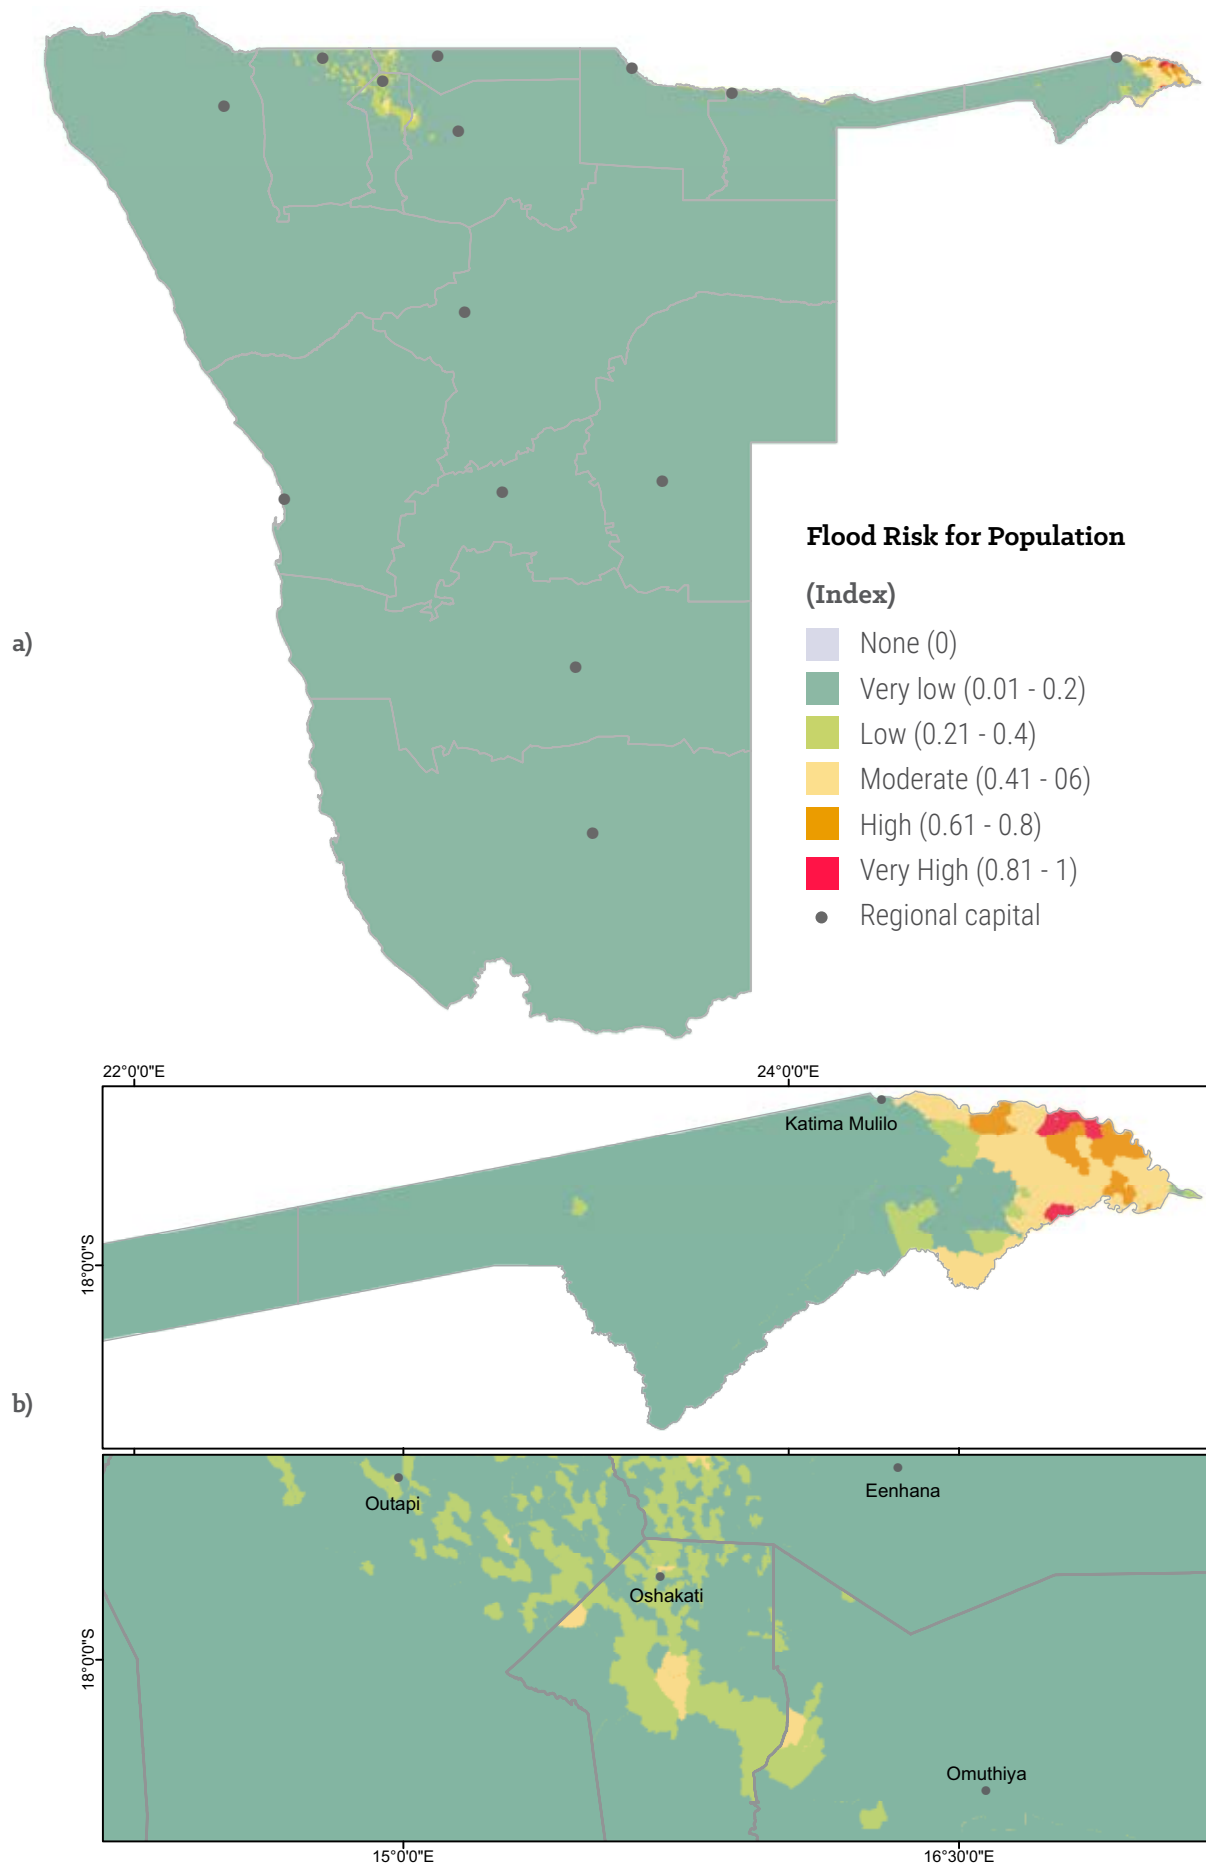 Flood Risk for Population
(Index)
a)
None (0)
Very low (0.01 - 0.2)
Low (0.21 - 0.4)
Moderate (0.41 - 06)
High (0.61 - 0.8)
Very High (0.81 - 1)
Regional capital
22°0'0"E
24°0'0"E
Katima Mulilo
18°0'0"S
b)
Eenhana
Outapi
Oshakati
18°0'0"S
Omuthiya
15°0'0"E
16°30'0"E